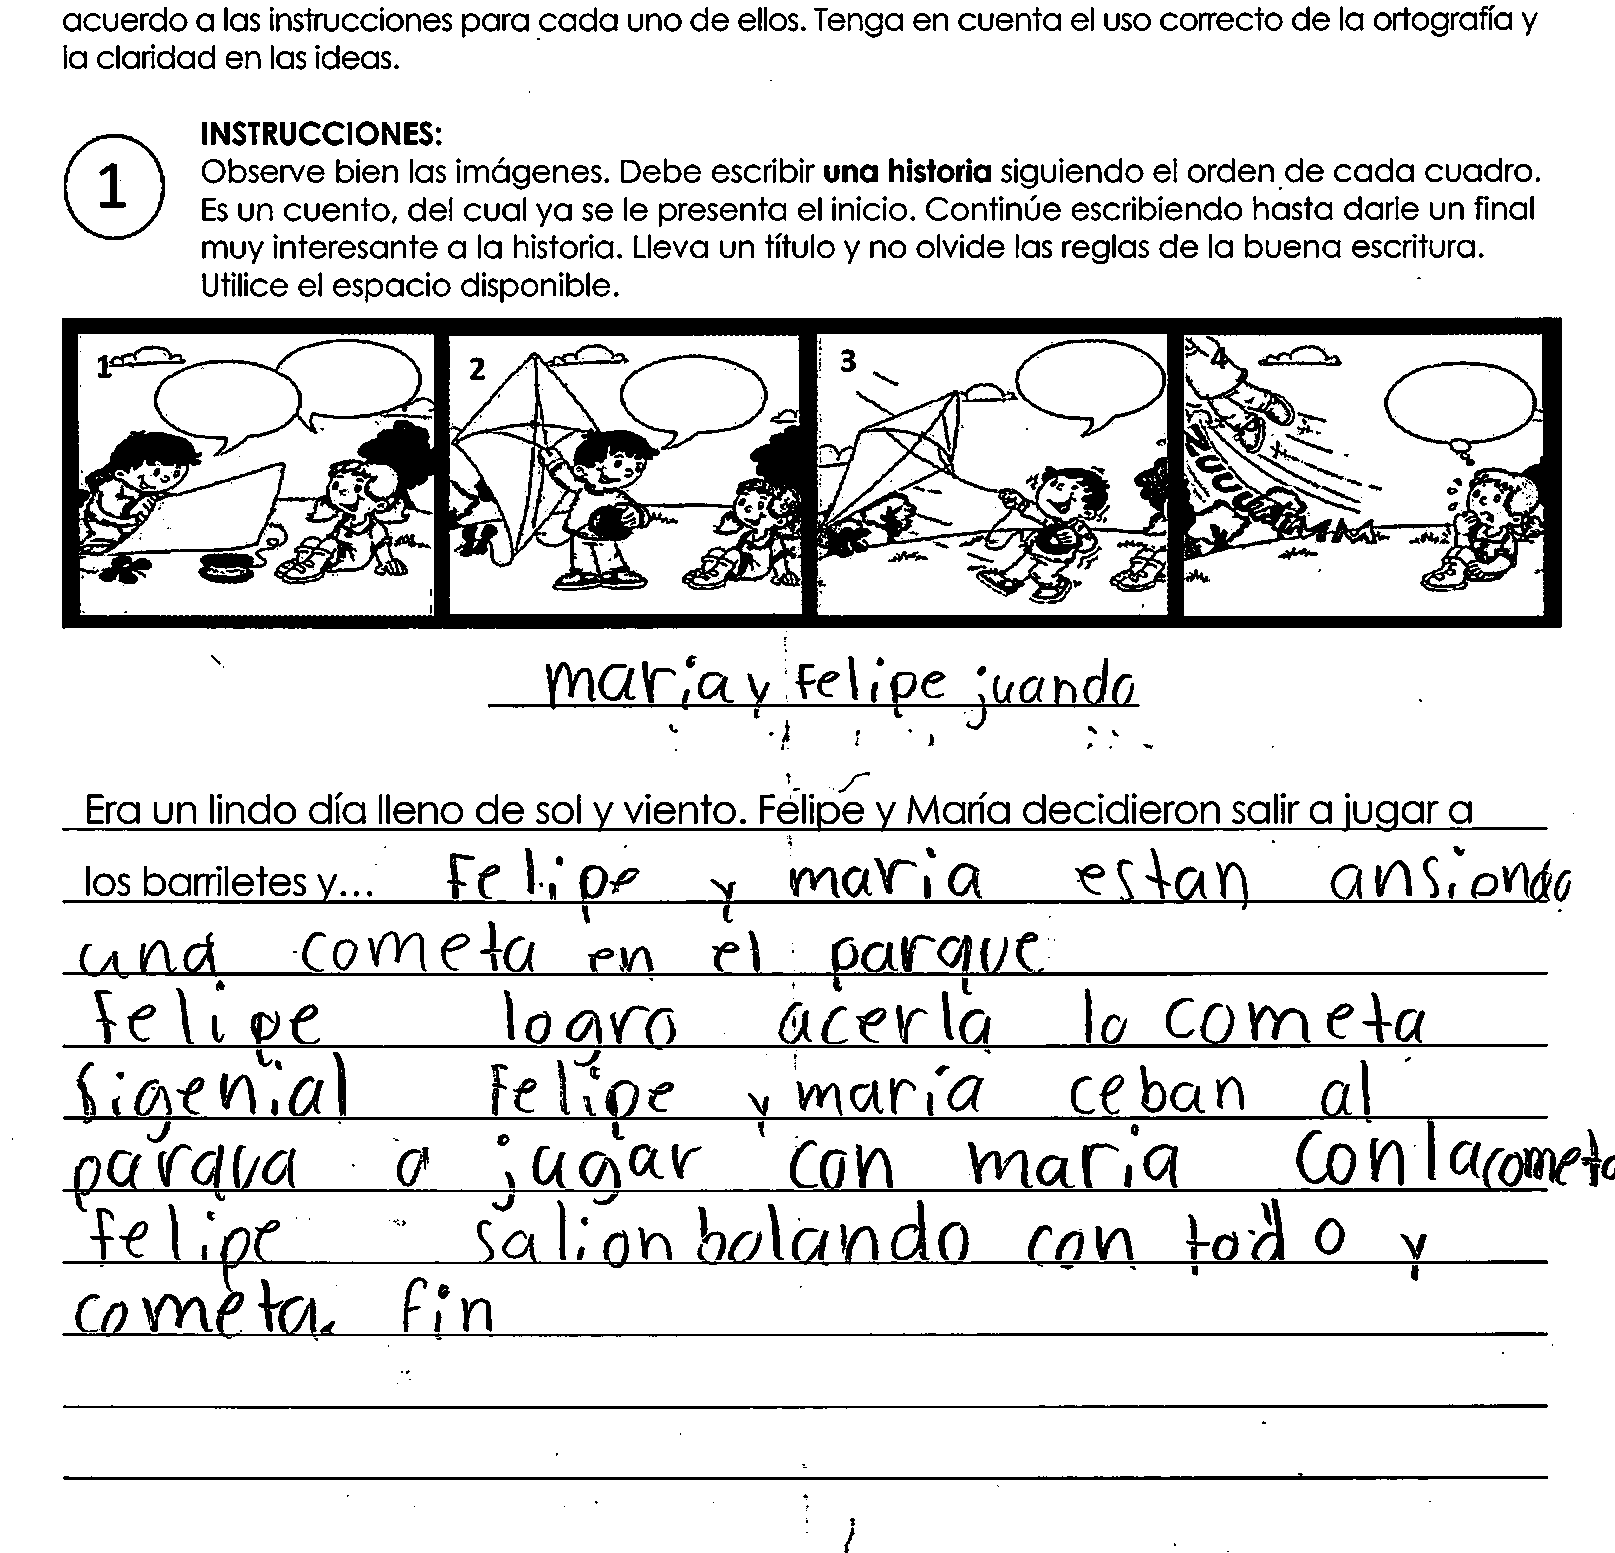 acuerdo a las instrucciones para cada uno de ellos. Tenga en cuenta el uso correcto de la ortografía y
la claridad en las ideas.
1
INSTRUCCIONES:
Observe bien las imágenes. Debe escribir una historia siguiendo el orden de cada cuadro.
Es un cuento, del cual ya se le presenta el inicio. Continúe escribiendo hasta darle un final
muy interesante a la historia. Lleva un título y no olvide las reglas de la buena escritura.
Utilice el espacio disponible.
1 2 3 4
ZUUUUMMM
maria y Felipe juando
Era un lindo día lleno de sol y viento. Felipe y María decidieron salir a jugar a
los barriletes y... Felipe y maria estan ansiondo
una cometa en el parque
Felipe logro acerla la cometa
Sigenial Felipe y maria ceban al
parqua a jugar con maria con la cometa
felipe salion bolando con todo y
cometa. fin